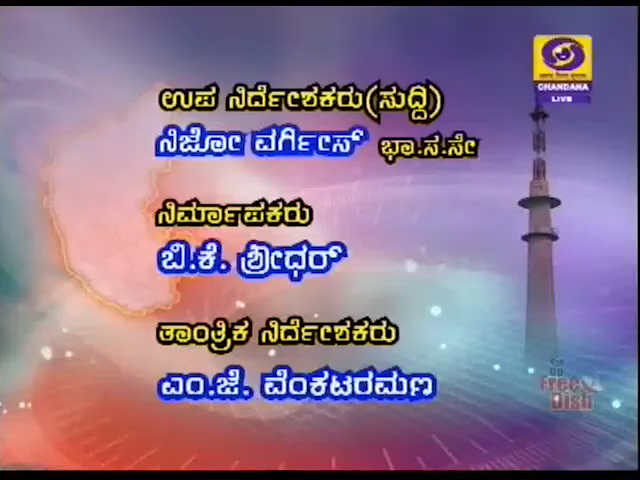 CHANDANA
LIVE
ಉಪ ನಿರ್ದೇಶಕರು(ಸುದ್ದಿ)
ನಿಜೋ ವರ್ಗೀಸ್ ಭಾ.ಸ.ಸೇ
ನಿರ್ಮಾಪಕರು
ಬಿ.ಕೆ. ಶ್ರೀಧರ್
ತಾಂತ್ರಿಕ ನಿರ್ದೇಶಕರು
ಎಂ.ಜೆ. ವೆಂಕಟರಮಣ
DD
Free
Dish